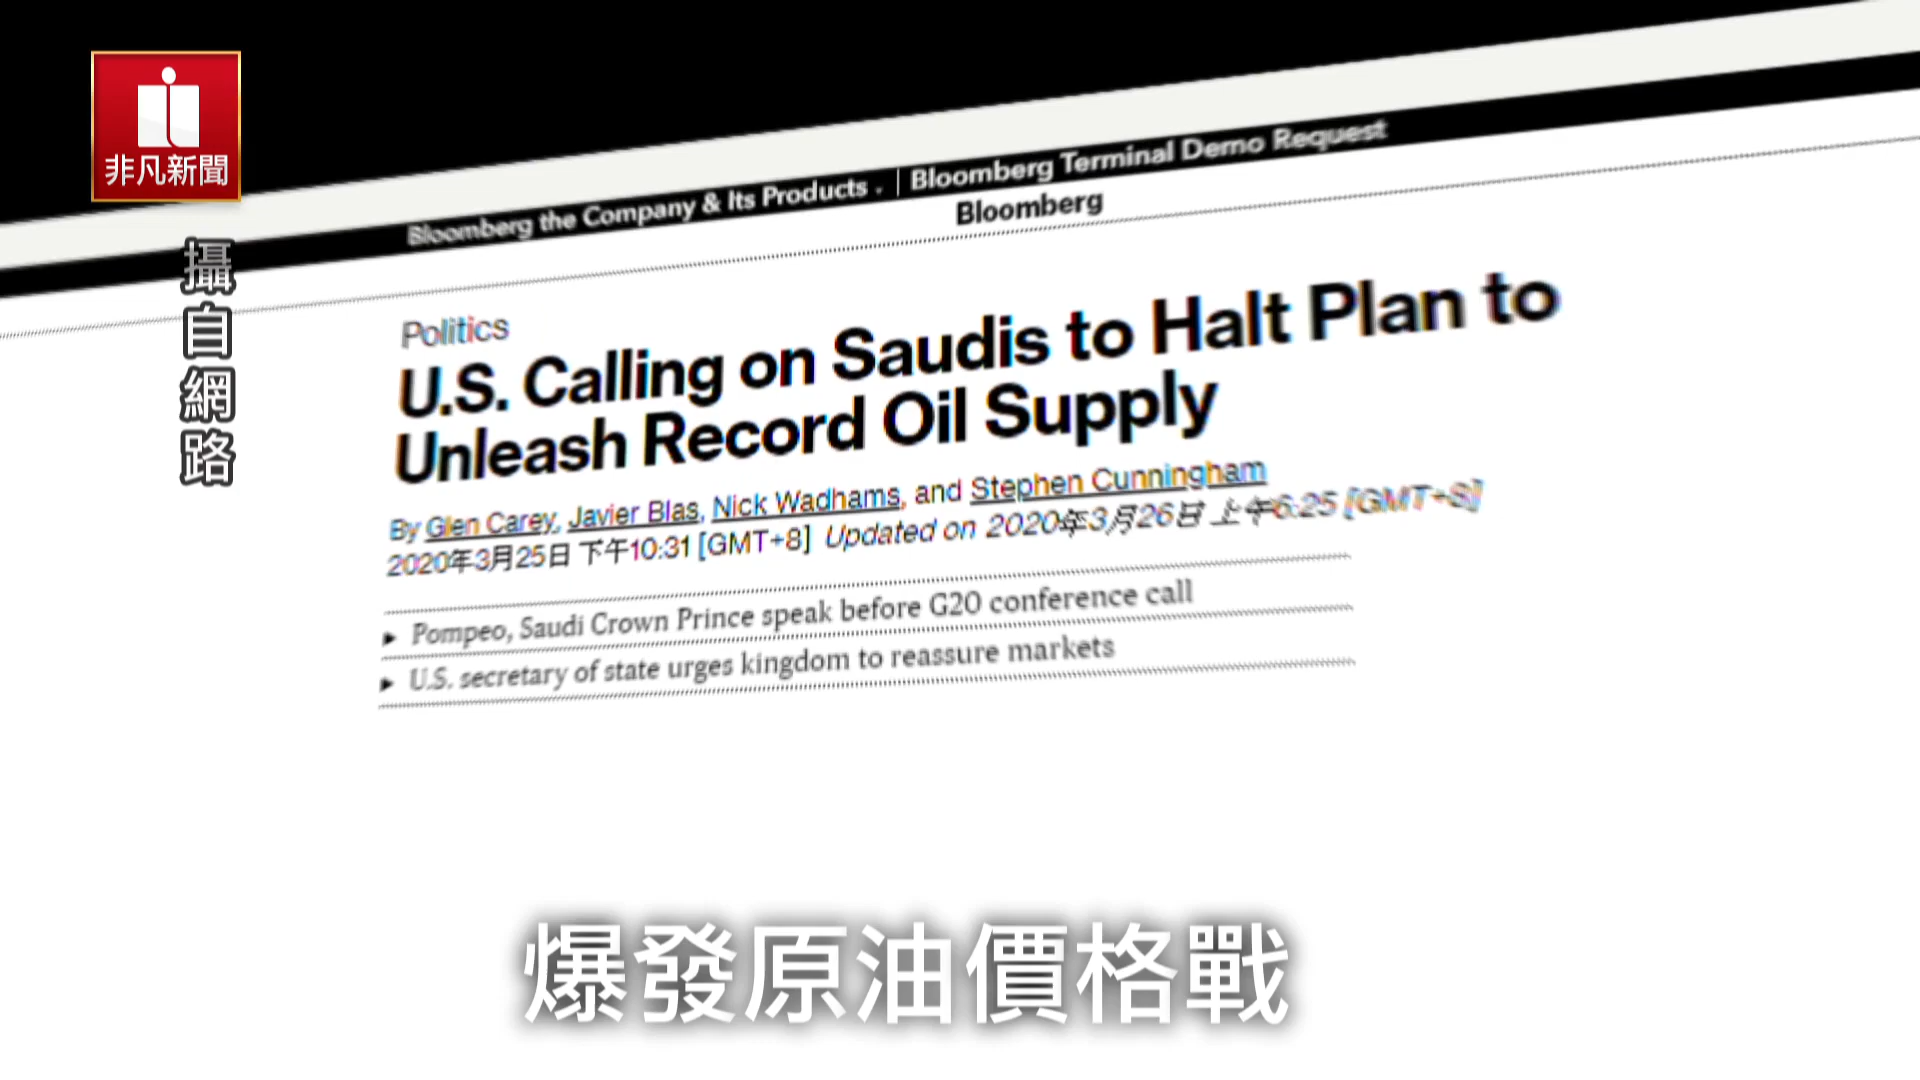 非凡新聞
攝自網路
Bloomberg the Company & Its Products
Bloomberg Terminal Demo Request
Bloomberg
Politics
U.S. Calling on Saudis to Halt Plan to
Unleash Record Oil Supply
By Glen Carey, Javier Blas, Nick Wadhams, and Stephen Cunningham
2020年3月25日 下午10:31 [GMT+8] Updated on 2020年3月26日 上午6:25 [GMT+8]
Pompeo, Saudi Crown Prince speak before G20 conference call
U.S. secretary of state urges kingdom to reassure markets
爆發原油價格戰